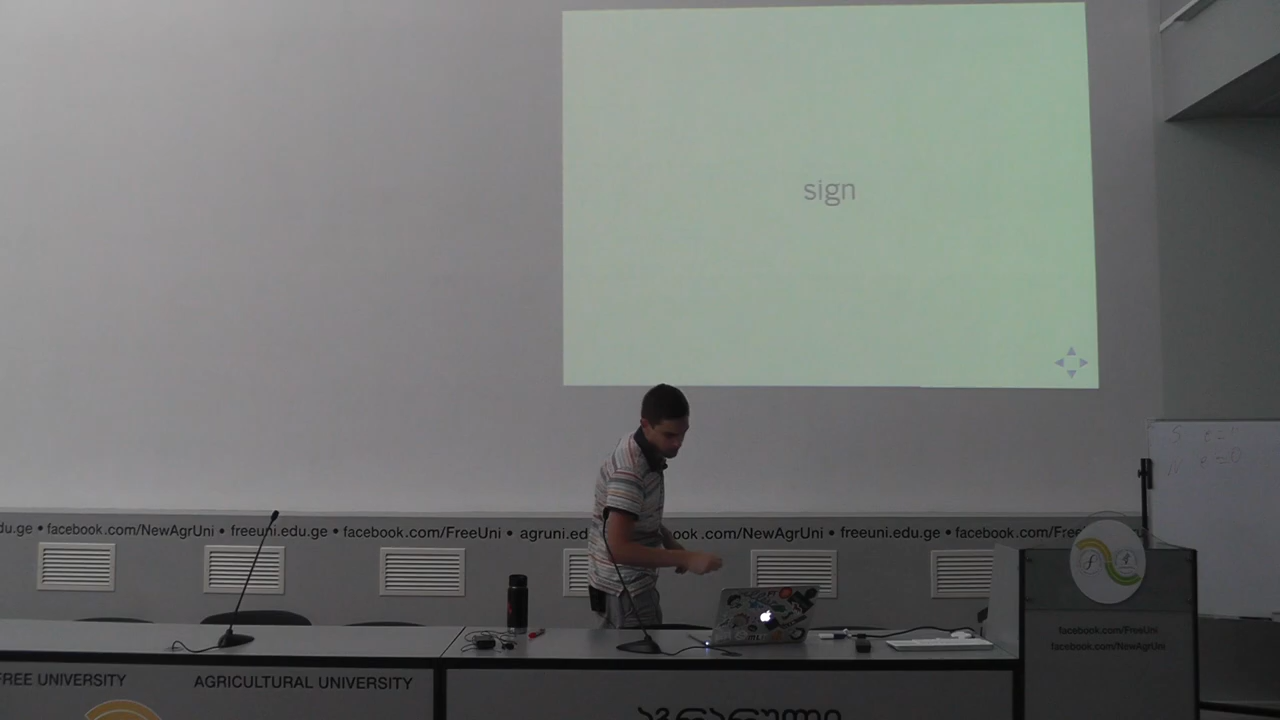 sign
du.ge • facebook.com/NewAgrUni • freeuni.edu.ge • facebook.com/FreeUni • agruni.ed ook.com/NewAgrUni • freeuni.edu.ge • facebook.com/Free
facebook.com/FreeUni
facebook.com/NewAgrUni
FREE UNIVERSITY
AGRICULTURAL UNIVERSITY